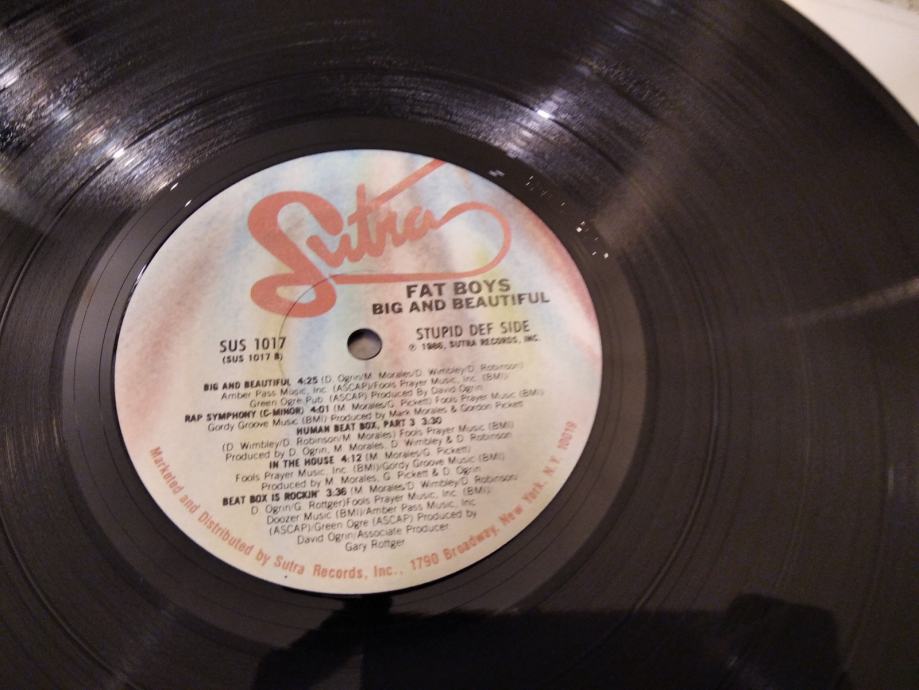 Sutra
FAT BOYS
BIG AND BEAUTIFUL
SUS 1017
(SUS 1017 B)
STUPID DEF SIDE
℗ 1986, SUTRA RECORDS, INC.
BIG AND BEAUTIFUL 4:25 (D. Ogrin/M. Morales/D. Wimbley/D. Robinson)
Amber Pass Music, Inc. (ASCAP)/Fools Prayer Music, Inc. (BMI)
Green Ogre Pub. (ASCAP) Produced By David Ogrin
RAP SYMPHONY (C-MINOR) 4:01 (M. Morales/G. Pickett) Fools Prayer Music, Inc. (BMI)/
Gordy Groove Music (BMI) Produced by Mark Morales & Gordon Pickett
HUMAN BEAT BOX, PART 3 3:30
(D. Wimbley/D. Robinson/M. Morales) Fools Prayer Music (BMI)
Produced by D. Ogrin, M. Morales, D. Wimbley & D. Robinson
IN THE HOUSE 4:12 (M. Morales/G. Pickett)
Fools Prayer Music, Inc. (BMI)/Gordy Groove Music (BMI)
Produced by M. Morales, G. Pickett & D. Ogrin
BEAT BOX IS ROCKIN' 3:36 (M. Morales/D. Wimbley/D. Robinson/
D. Ogrin/G. Rottger)Fools Prayer Music, Inc. (BMI)/
Doozer Music (BMI)/Amber Pass Music, Inc.
(ASCAP)/Green Ogre (ASCAP) Produced by
David Ogrin/Associate Producer
Gary Rottger
Marketed and Distributed by Sutra Records, Inc., 1790 Broadway, New York, N.Y. 10019